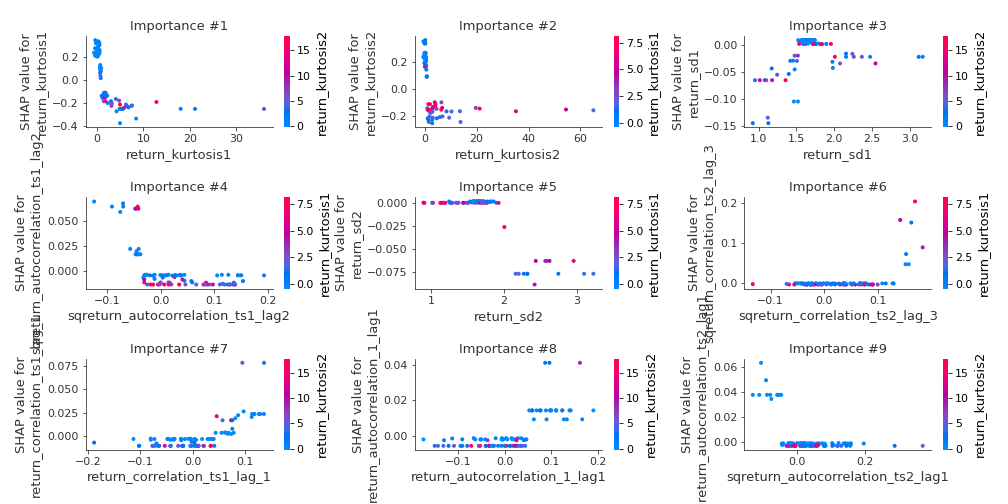 Importance #1
Importance #2
Importance #3
SHAP value for
return_kurtosis1
0.2
0.0
−0.2
−0.4
0
10
20
30
return_kurtosis1
15
10
5
0
return_kurtosis2
SHAP value for
return_kurtosis2
0.2
0.0
−0.2
0
20
40
60
return_kurtosis2
7.5
5.0
2.5
0.0
return_kurtosis1
SHAP value for
return_sd1
0.00
−0.05
−0.10
−0.15
1.0
1.5
2.0
2.5
3.0
return_sd1
15
10
5
0
return_kurtosis2
Importance #4
Importance #5
Importance #6
SHAP value for
sqreturn_autocorrelation_ts1_lag2
0.050
0.025
0.000
−0.1
0.0
0.1
0.2
sqreturn_autocorrelation_ts1_lag2
7.5
5.0
2.5
0.0
return_kurtosis1
SHAP value for
return_sd2
0.000
−0.025
−0.050
−0.075
1
2
3
return_sd2
7.5
5.0
2.5
0.0
return_kurtosis1
SHAP value for
sqreturn_correlation_ts2_lag_3
0.2
0.1
0.0
−0.1
0.0
0.1
sqreturn_correlation_ts2_lag_3
7.5
5.0
2.5
0.0
return_kurtosis1
Importance #7
Importance #8
Importance #9
SHAP value for
return_correlation_ts1_lag_1
0.075
0.050
0.025
0.000
−0.2
−0.1
0.0
0.1
return_correlation_ts1_lag_1
15
10
5
0
return_kurtosis2
SHAP value for
return_autocorrelation_1_lag1
0.04
0.02
0.00
−0.1
0.0
0.1
0.2
return_autocorrelation_1_lag1
15
10
5
0
return_kurtosis2
SHAP value for
sqreturn_autocorrelation_ts2_lag1
0.06
0.04
0.02
0.00
0.0
0.2
sqreturn_autocorrelation_ts2_lag1
15
10
5
0
return_kurtosis2